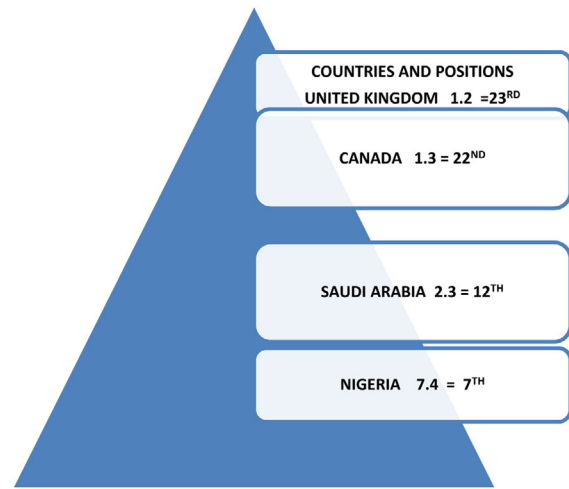 COUNTRIES AND POSITIONS
UNITED KINGDOM 1.2 =23RD
CANADA 1.3 = 22ND
SAUDI ARABIA 2.3 = 12TH
NIGERIA 7.4 = 7TH